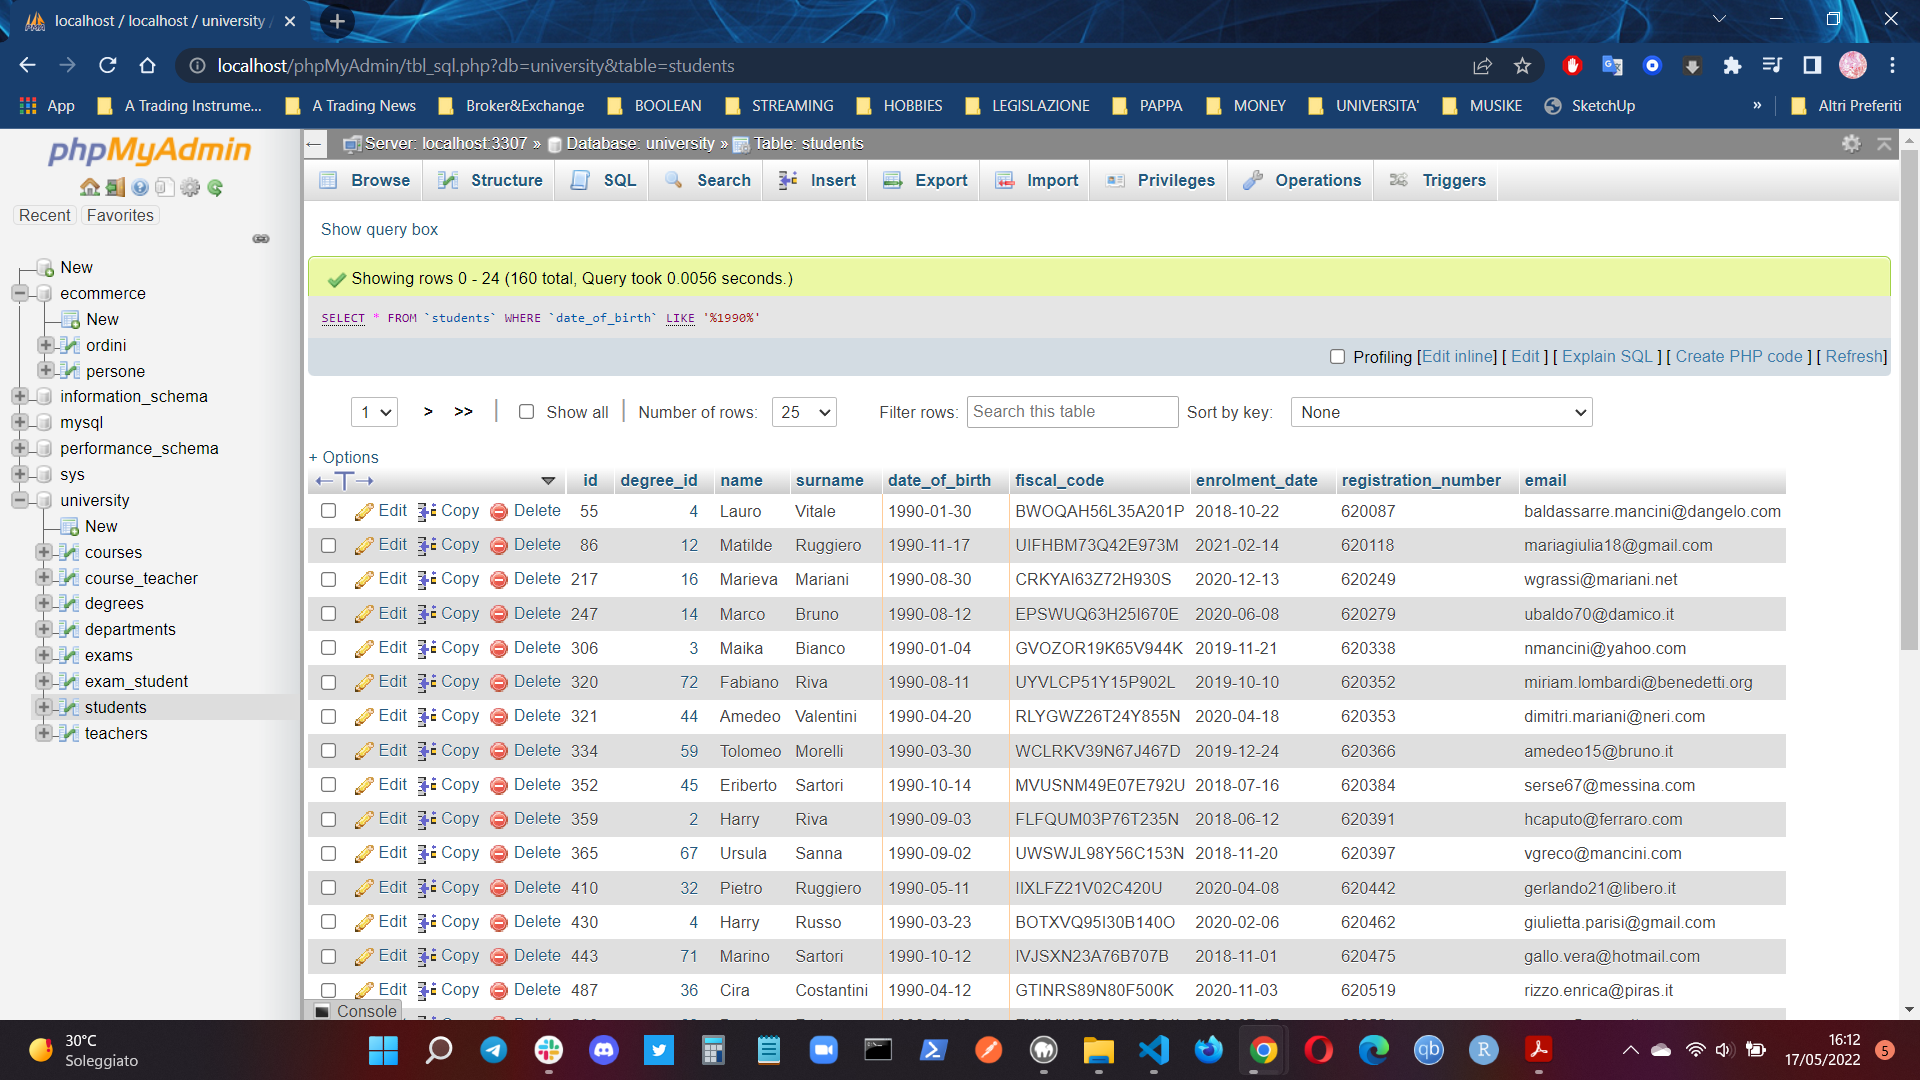 localhost / localhost / university /
localhost/phpMyAdmin/tbl_sql.php?db=university&table=students
App A Trading Instrume... A Trading News Broker&Exchange BOOLEAN STREAMING HOBBIES LEGISLAZIONE PAPPA MONEY UNIVERSITA' MUSIKE SketchUp » Altri Preferiti
phpMyAdmin
Recent Favorites
New
ecommerce
New
ordini
persone
information_schema
mysql
performance_schema
sys
university
New
courses
course_teacher
degrees
departments
exams
exam_student
students
teachers
Server: localhost:3307 » Database: university » Table: students
Browse Structure SQL Search Insert Export Import Privileges Operations Triggers
Show query box
Showing rows 0 - 24 (160 total, Query took 0.0056 seconds.)
SELECT * FROM `students` WHERE `date_of_birth` LIKE '%1990%'
Profiling [Edit inline] [ Edit ] [ Explain SQL ] [ Create PHP code ] [ Refresh]
1 > >> | Show all | Number of rows: 25 Filter rows: Search this table Sort by key: None
+ Options
←T→ id degree_id name surname date_of_birth fiscal_code enrolment_date registration_number email
Edit Copy Delete 55 4 Lauro Vitale 1990-01-30 BWOQAH56L35A201P 2018-10-22 620087 baldassarre.mancini@dangelo.com
Edit Copy Delete 86 12 Matilde Ruggiero 1990-11-17 UIFHBM73Q42E973M 2021-02-14 620118 mariagiulia18@gmail.com
Edit Copy Delete 217 16 Marieva Mariani 1990-08-30 CRKYAI63Z72H930S 2020-12-13 620249 wgrassi@mariani.net
Edit Copy Delete 247 14 Marco Bruno 1990-08-12 EPSWUQ63H25I670E 2020-06-08 620279 ubaldo70@damico.it
Edit Copy Delete 306 3 Maika Bianco 1990-01-04 GVOZOR19K65V944K 2019-11-21 620338 nmancini@yahoo.com
Edit Copy Delete 320 72 Fabiano Riva 1990-08-11 UYVLCP51Y15P902L 2019-10-10 620352 miriam.lombardi@benedetti.org
Edit Copy Delete 321 44 Amedeo Valentini 1990-04-20 RLYGWZ26T24Y855N 2020-04-18 620353 dimitri.mariani@neri.com
Edit Copy Delete 334 59 Tolomeo Morelli 1990-03-30 WCLRKV39N67J467D 2019-12-24 620366 amedeo15@bruno.it
Edit Copy Delete 352 45 Eriberto Sartori 1990-10-14 MVUSNM49E07E792U 2018-07-16 620384 serse67@messina.com
Edit Copy Delete 359 2 Harry Riva 1990-09-03 FLFQUM03P76T235N 2018-06-12 620391 hcaputo@ferraro.com
Edit Copy Delete 365 67 Ursula Sanna 1990-09-02 UWSWJL98Y56C153N 2018-11-20 620397 vgreco@mancini.com
Edit Copy Delete 410 32 Pietro Ruggiero 1990-05-11 IIXLFZ21V02C420U 2020-04-08 620442 gerlando21@libero.it
Edit Copy Delete 430 4 Harry Russo 1990-03-23 BOTXVQ95I30B140O 2020-02-06 620462 giulietta.parisi@gmail.com
Edit Copy Delete 443 71 Marino Sartori 1990-10-12 IVJSXN23A76B707B 2018-11-01 620475 gallo.vera@hotmail.com
Edit Copy Delete 487 36 Cira Costantini 1990-04-12 GTINRS89N80F500K 2020-11-03 620519 rizzo.enrica@piras.it
Console
30°C
Soleggiato
qb R
16:12
17/05/2022
5